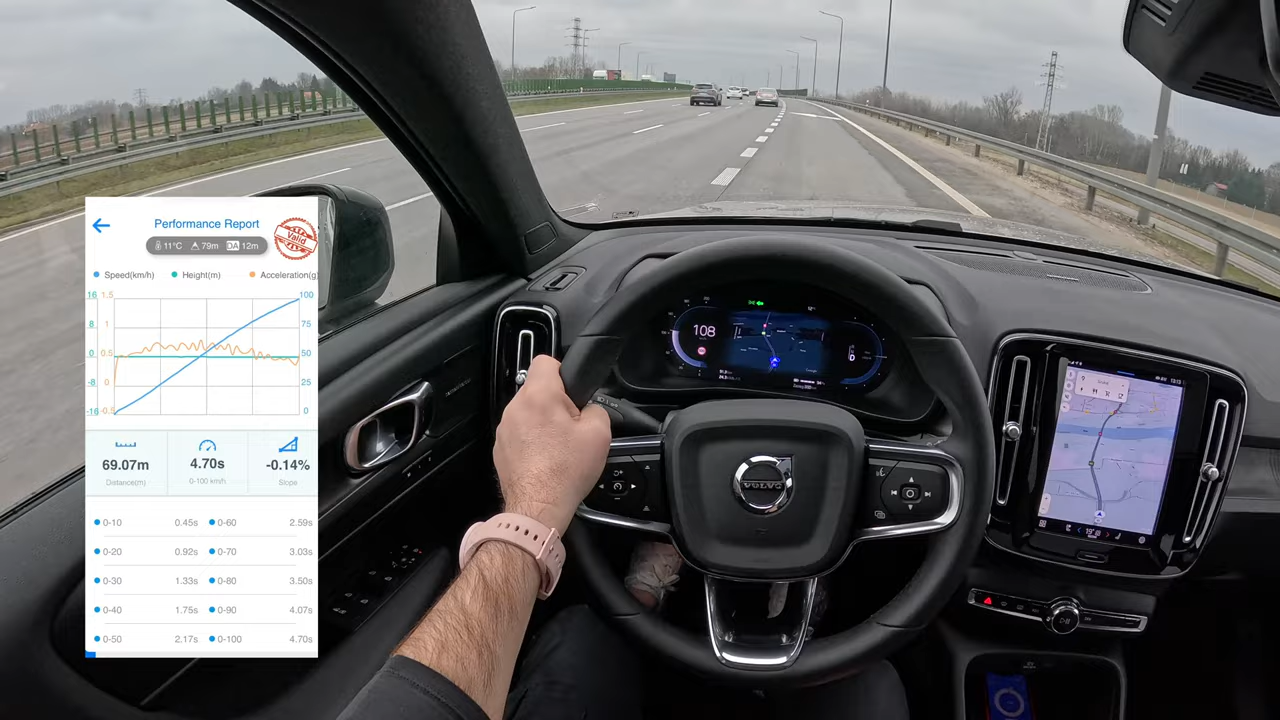 Performance Report
Valid
11°C 79m DA 12m
Speed(km/h) Height(m) Acceleration(g)
16 1.5 100
8 1 75
0 0.5 50
-8 0 25
-16 -0.5 0
69.07m 4.70s -0.14%
Distance(m) 0-100 km/h Slope
0-10 0.45s 0-60 2.59s
0-20 0.92s 0-70 3.03s
0-30 1.33s 0-80 3.50s
0-40 1.75s 0-90 4.07s
0-50 2.17s 0-100 4.70s
108
0
VOLVO